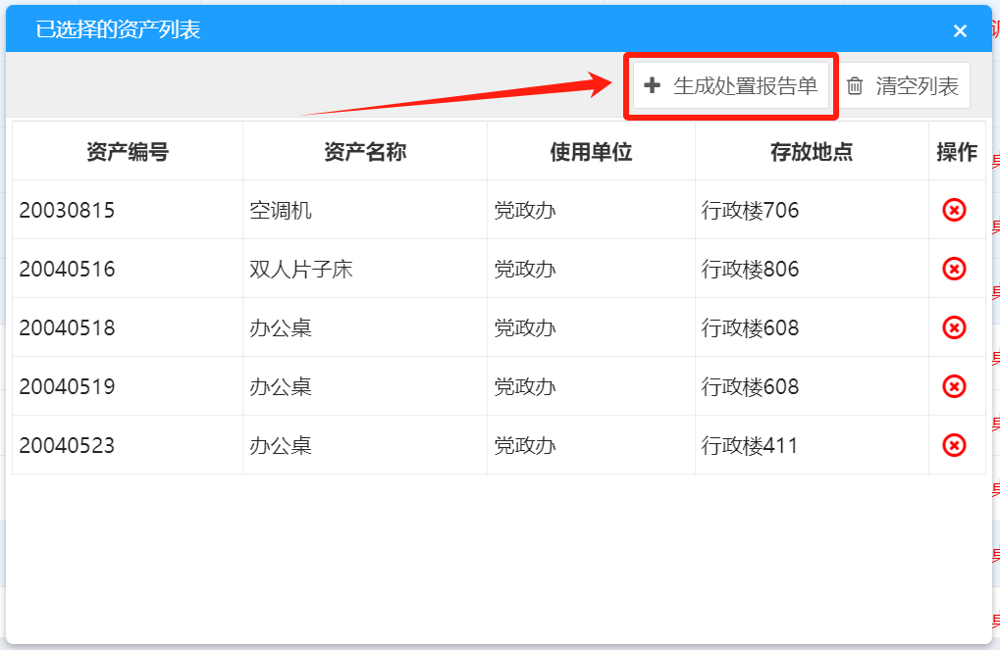 已选择的资产列表
生成处置报告单 清空列表
资产编号 资产名称 使用单位 存放地点 操作
20030815 空调机 党政办 行政楼706
20040516 双人片子床 党政办 行政楼806
20040518 办公桌 党政办 行政楼608
20040519 办公桌 党政办 行政楼608
20040523 办公桌 党政办 行政楼411